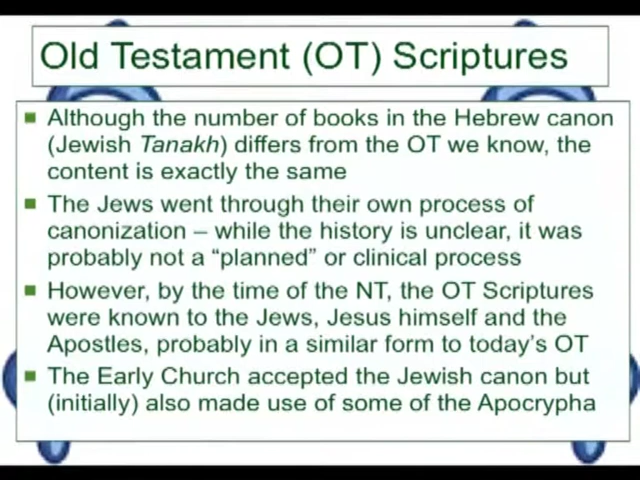 Old Testament (OT) Scriptures
Although the number of books in the Hebrew canon
(Jewish Tanakh) differs from the OT we know, the
content is exactly the same
The Jews went through their own process of
canonization – while the history is unclear, it was
probably not a “planned” or clinical process
However, by the time of the NT, the OT Scriptures
were known to the Jews, Jesus himself and the
Apostles, probably in a similar form to today’s OT
The Early Church accepted the Jewish canon but
(initially) also made use of some of the Apocrypha